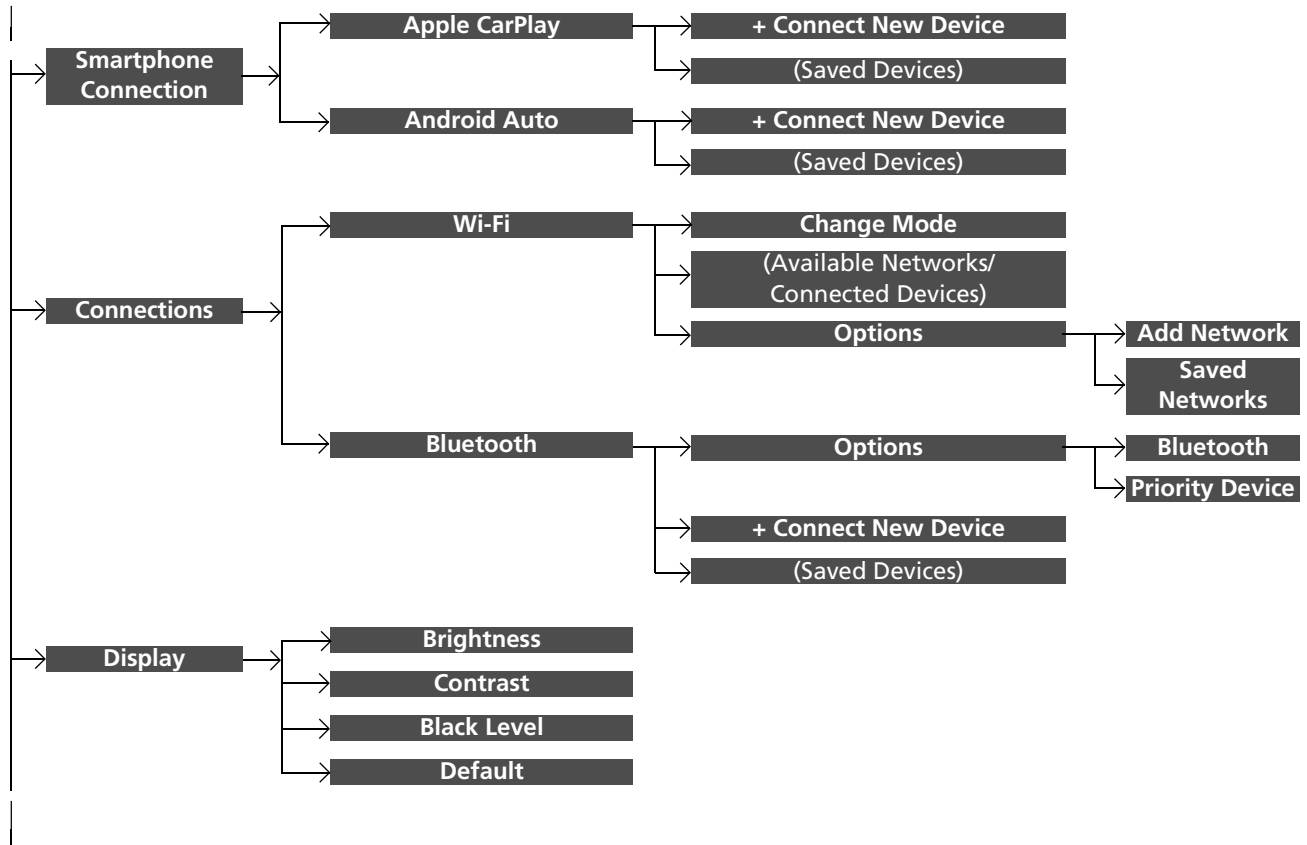 Smartphone
Connection
Apple CarPlay
+ Connect New Device
(Saved Devices)
Android Auto
+ Connect New Device
(Saved Devices)
Connections
Wi-Fi
Change Mode
(Available Networks/
Connected Devices)
Options
Add Network
Saved
Networks
Bluetooth
Options
Bluetooth
Priority Device
+ Connect New Device
(Saved Devices)
Display
Brightness
Contrast
Black Level
Default